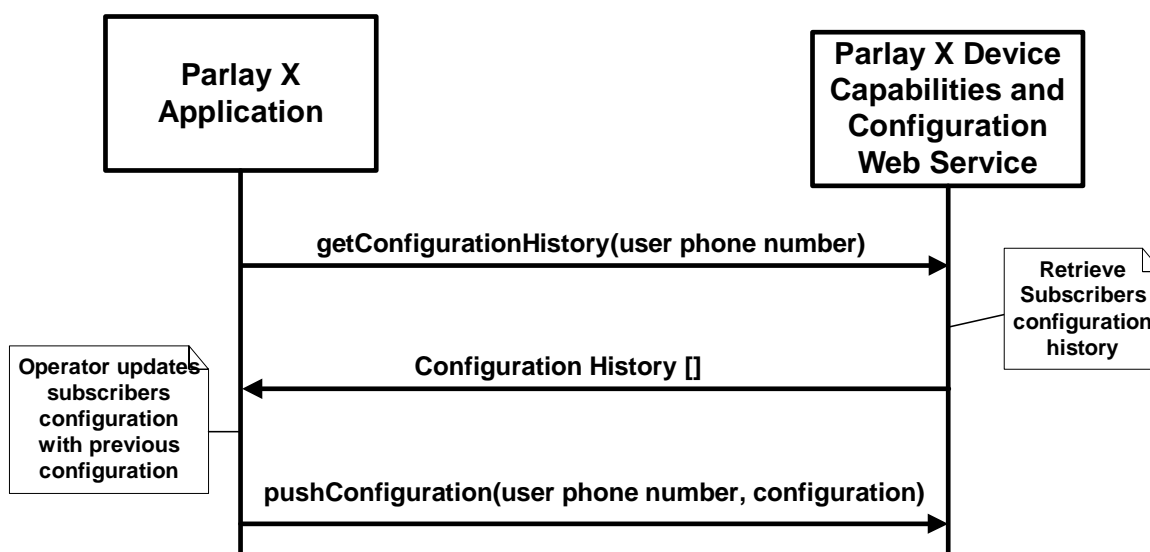 Parlay X
Application
Parlay X Device
Capabilities and
Configuration
Web Service
getConfigurationHistory(user phone number)
Retrieve
Subscribers
configuration
history
Configuration History []
Operator updates
subscribers
configuration
with previous
configuration
pushConfiguration(user phone number, configuration)